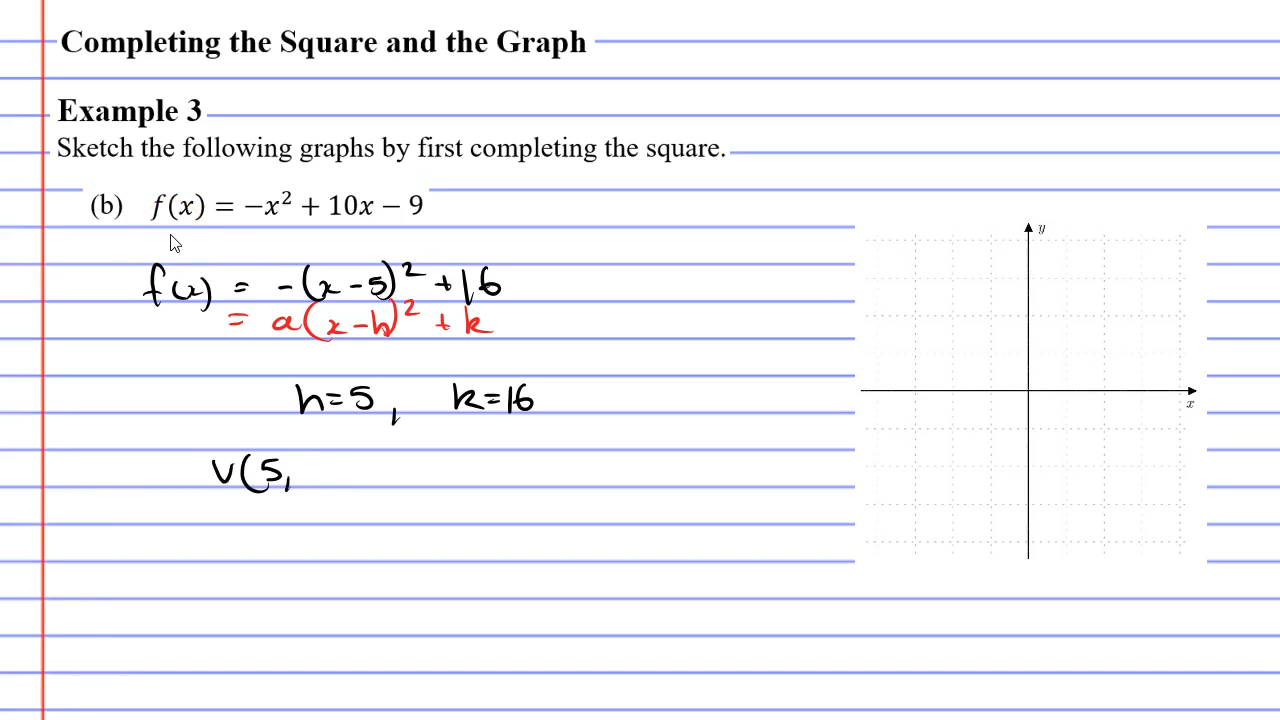 Completing the Square and the Graph
Example 3
Sketch the following graphs by first completing the square.
(b) f(x) = −x² + 10x − 9
y
f(x) = -(x-5)² + 16
= a(x-h)² + k
x
h=5, k=16
V(5,